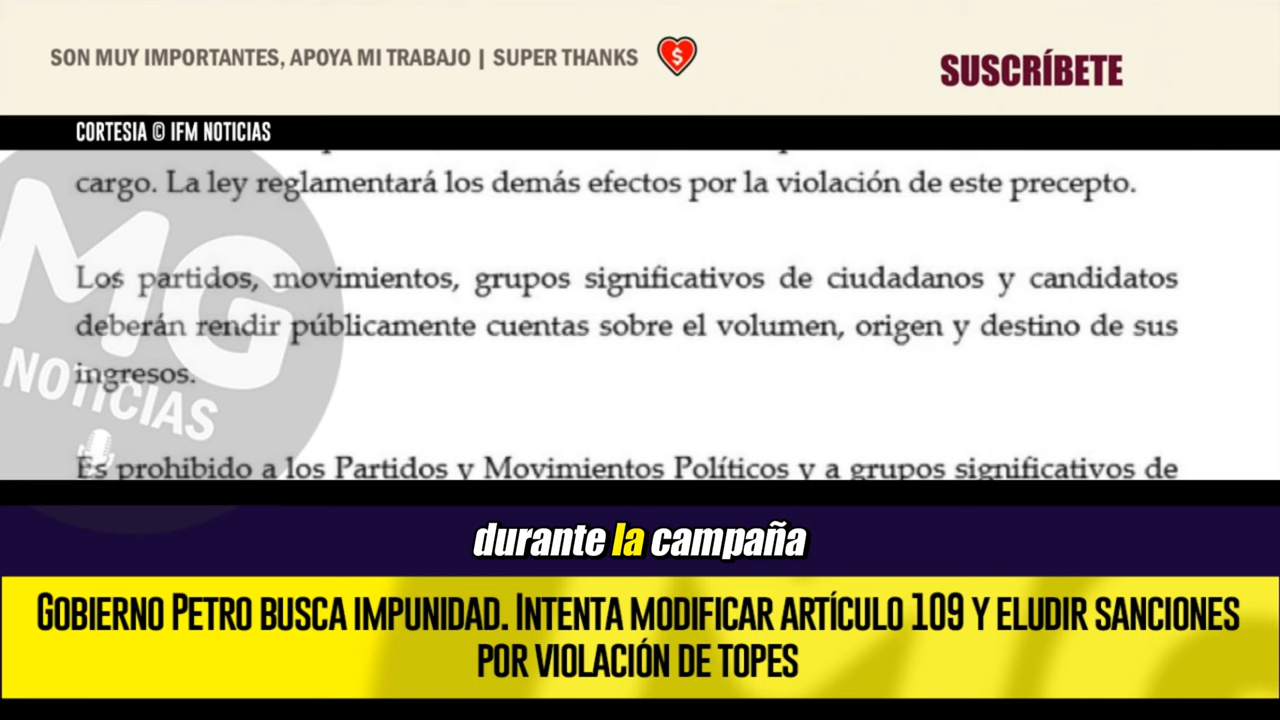 SON MUY IMPORTANTES, APOYA MI TRABAJO | SUPER THANKS
SUSCRÍBETE
CORTESIA © IFM NOTICIAS
cargo. La ley reglamentará los demás efectos por la violación de este precepto.
Los partidos, movimientos, grupos significativos de ciudadanos y candidatos
deberán rendir públicamente cuentas sobre el volumen, origen y destino de sus
ingresos.
Es prohibido a los Partidos y Movimientos Políticos y a grupos significativos de
MG
NOTICIAS
durante la campaña
GOBIERNO PETRO BUSCA IMPUNIDAD. INTENTA MODIFICAR ARTÍCULO 109 Y ELUDIR SANCIONES
POR VIOLACIÓN DE TOPES